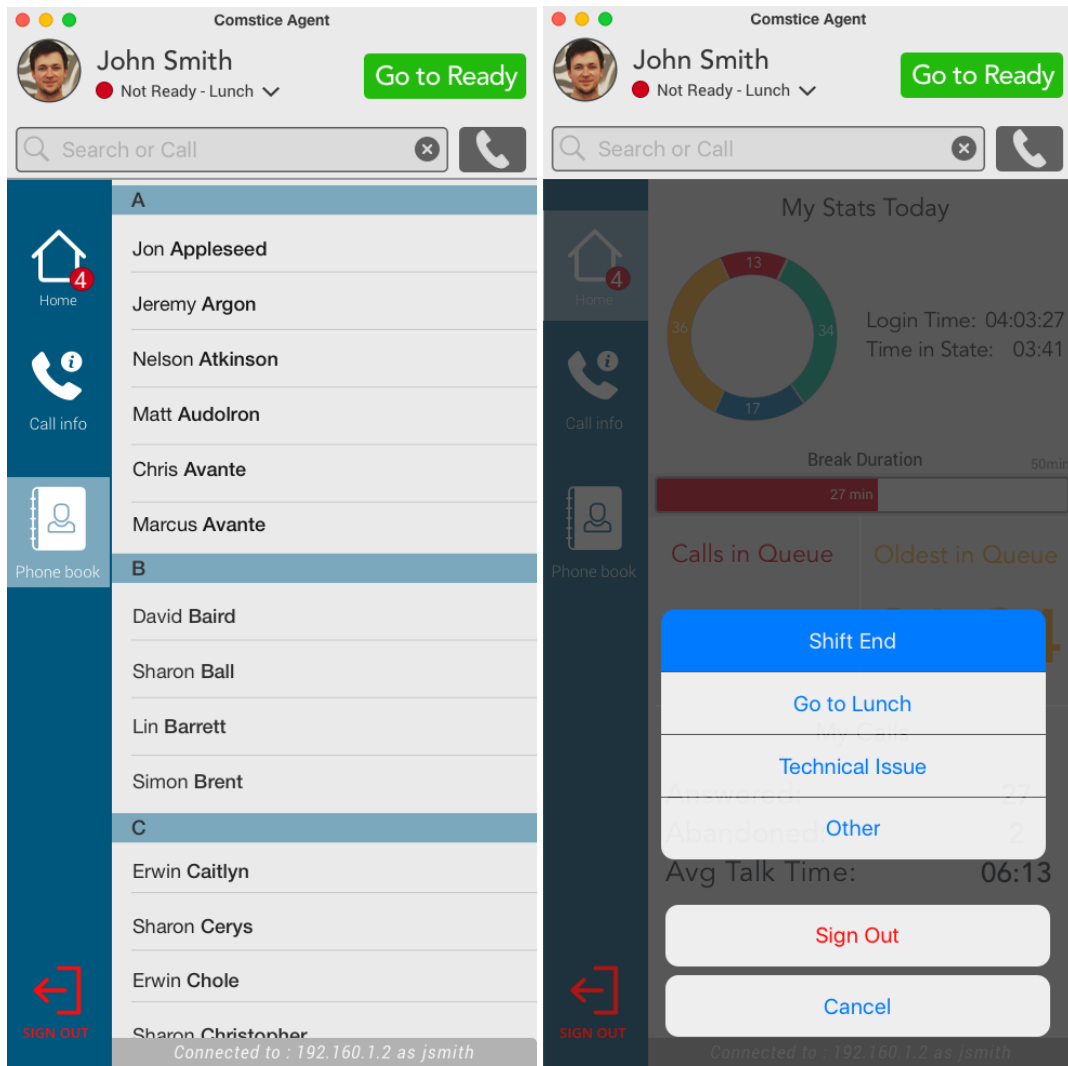 Comstice Agent
John Smith
Not Ready - Lunch
Go to Ready
Search or Call
4
Home
Call info
Phone book
SIGN OUT
A
Jon Appleseed
Jeremy Argon
Nelson Atkinson
Matt Audolron
Chris Avante
Marcus Avante
B
David Baird
Sharon Ball
Lin Barrett
Simon Brent
C
Erwin Caitlyn
Sharon Cerys
Erwin Chole
Sharon Christopher
Connected to : 192.160.1.2 as jsmith
Comstice Agent
John Smith
Not Ready - Lunch
Go to Ready
Search or Call
4
Home
Call info
Phone book
SIGN OUT
My Stats Today
13
36
34
17
Login Time: 04:03:27
Time in State: 03:41
Break Duration
50min
27 min
Calls in Queue
Oldest in Queue
4
Shift End
Go to Lunch
My Calls
Technical Issue
Answered: 27
Other
Abandoned: 2
Avg Talk Time: 06:13
Sign Out
Cancel
Connected to : 192.160.1.2 as jsmith